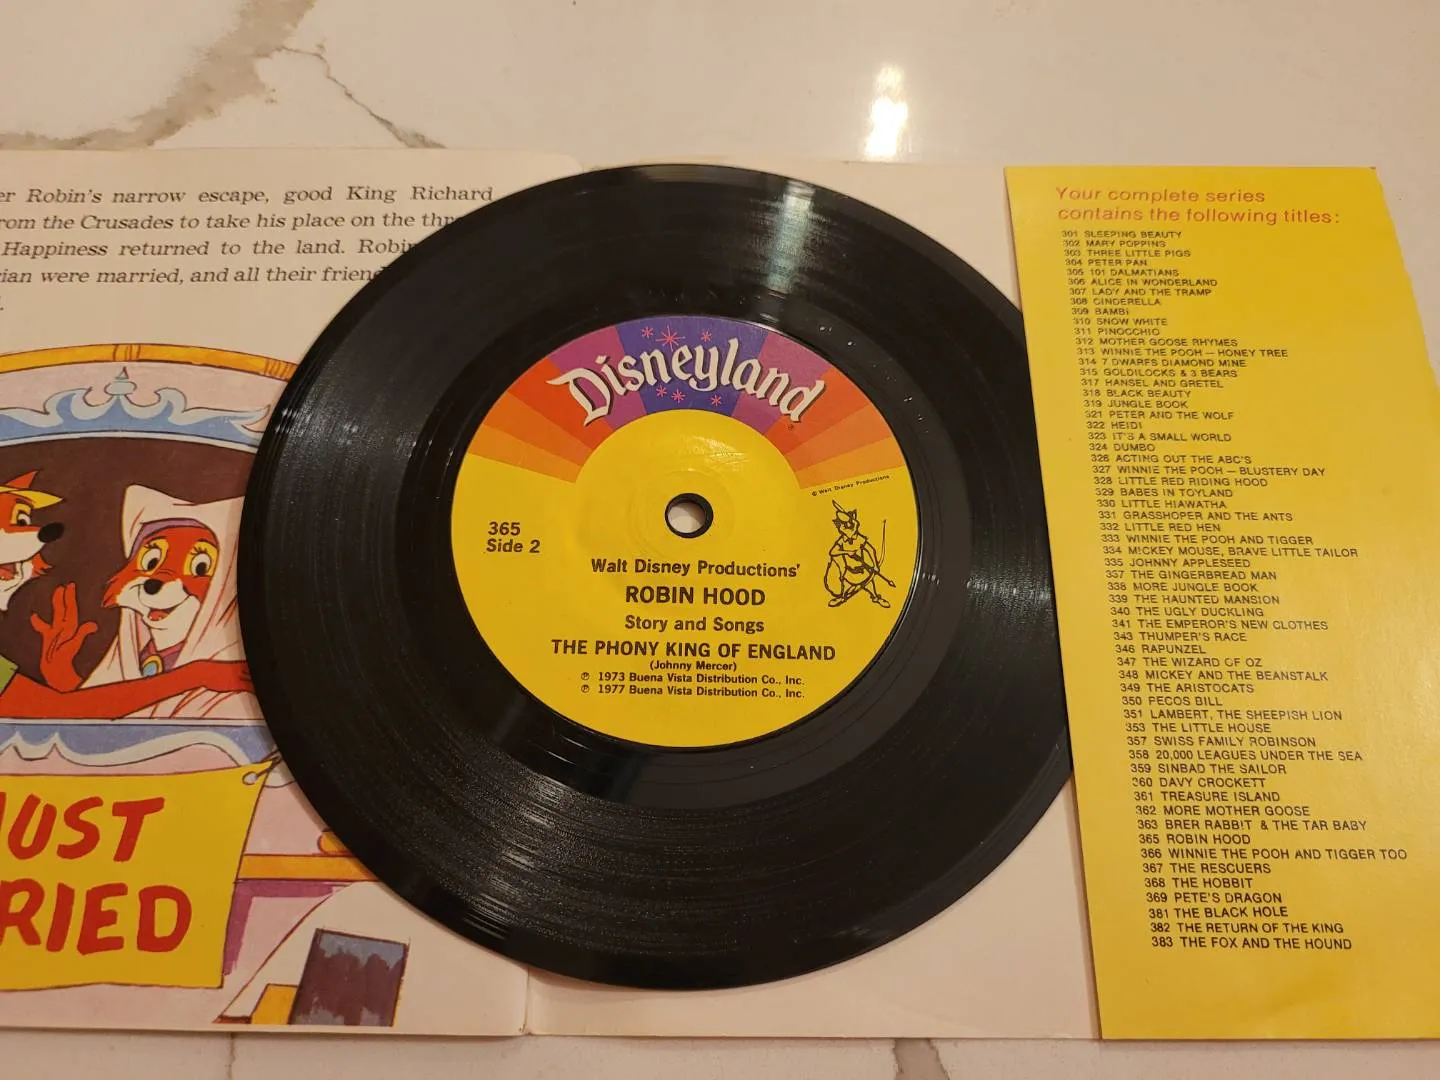 er Robin's narrow escape, good King Richard
rom the Crusades to take his place on the
Happiness returned to the land.
rian were married, and all their
UST
RIED
Disneyland
®
© Walt Disney Productions
365
Side 2
Walt Disney Productions'
ROBIN HOOD
Story and Songs
THE PHONY KING OF ENGLAND
(Johnny Mercer)
℗ 1973 Buena Vista Distribution Co., Inc.
℗ 1977 Buena Vista Distribution Co., Inc.
Your complete series
contains the following titles:
301 SLEEPING BEAUTY
302 MARY POPPINS
303 THREE LITTLE PIGS
304 PETER PAN
305 101 DALMATIANS
306 ALICE IN WONDERLAND
307 LADY AND THE TRAMP
308 CINDERELLA
309 BAMBI
310 SNOW WHITE
311 PINOCCHIO
312 MOTHER GOOSE RHYMES
313 WINNIE THE POOH — HONEY TREE
314 7 DWARFS DIAMOND MINE
315 GOLDILOCKS & 3 BEARS
317 HANSEL AND GRETEL
318 BLACK BEAUTY
319 JUNGLE BOOK
321 PETER AND THE WOLF
322 HEIDI
323 IT'S A SMALL WORLD
324 DUMBO
326 ACTING OUT THE ABC'S
327 WINNIE THE POOH — BLUSTERY DAY
328 LITTLE RED RIDING HOOD
329 BABES IN TOYLAND
330 LITTLE HIAWATHA
331 GRASSHOPER AND THE ANTS
332 LITTLE RED HEN
333 WINNIE THE POOH AND TIGGER
334 MICKEY MOUSE, BRAVE LITTLE TAILOR
335 JOHNNY APPLESEED
337 THE GINGERBREAD MAN
338 MORE JUNGLE BOOK
339 THE HAUNTED MANSION
340 THE UGLY DUCKLING
341 THE EMPEROR'S NEW CLOTHES
343 THUMPER'S RACE
346 RAPUNZEL
347 THE WIZARD OF OZ
348 MICKEY AND THE BEANSTALK
349 THE ARISTOCATS
350 PECOS BILL
351 LAMBERT, THE SHEEPISH LION
353 THE LITTLE HOUSE
357 SWISS FAMILY ROBINSON
358 20,000 LEAGUES UNDER THE SEA
359 SINBAD THE SAILOR
360 DAVY CROCKETT
361 TREASURE ISLAND
362 MORE MOTHER GOOSE
363 BRER RABBIT & THE TAR BABY
365 ROBIN HOOD
366 WINNIE THE POOH AND TIGGER TOO
367 THE RESCUERS
368 THE HOBBIT
369 PETE'S DRAGON
381 THE BLACK HOLE
382 THE RETURN OF THE KING
383 THE FOX AND THE HOUND